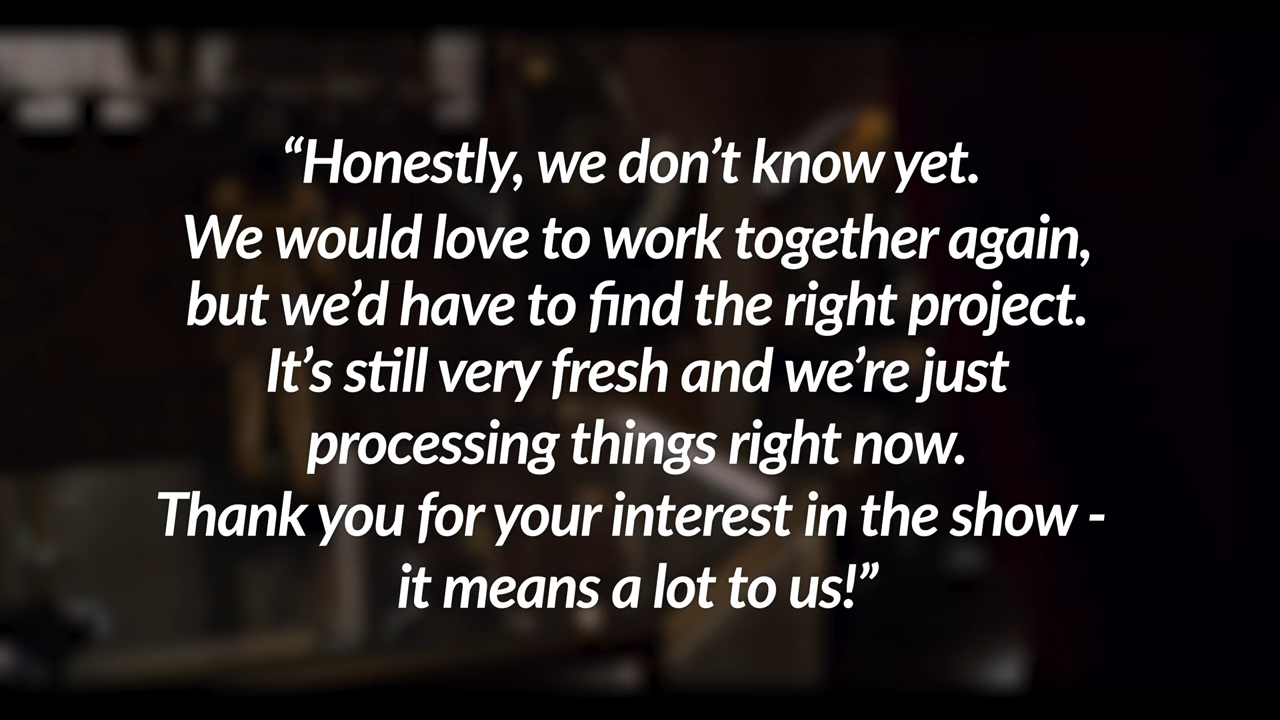 “Honestly, we don’t know yet.
We would love to work together again,
but we’d have to find the right project.
It’s still very fresh and we’re just
processing things right now.
Thank you for your interest in the show -
it means a lot to us!”